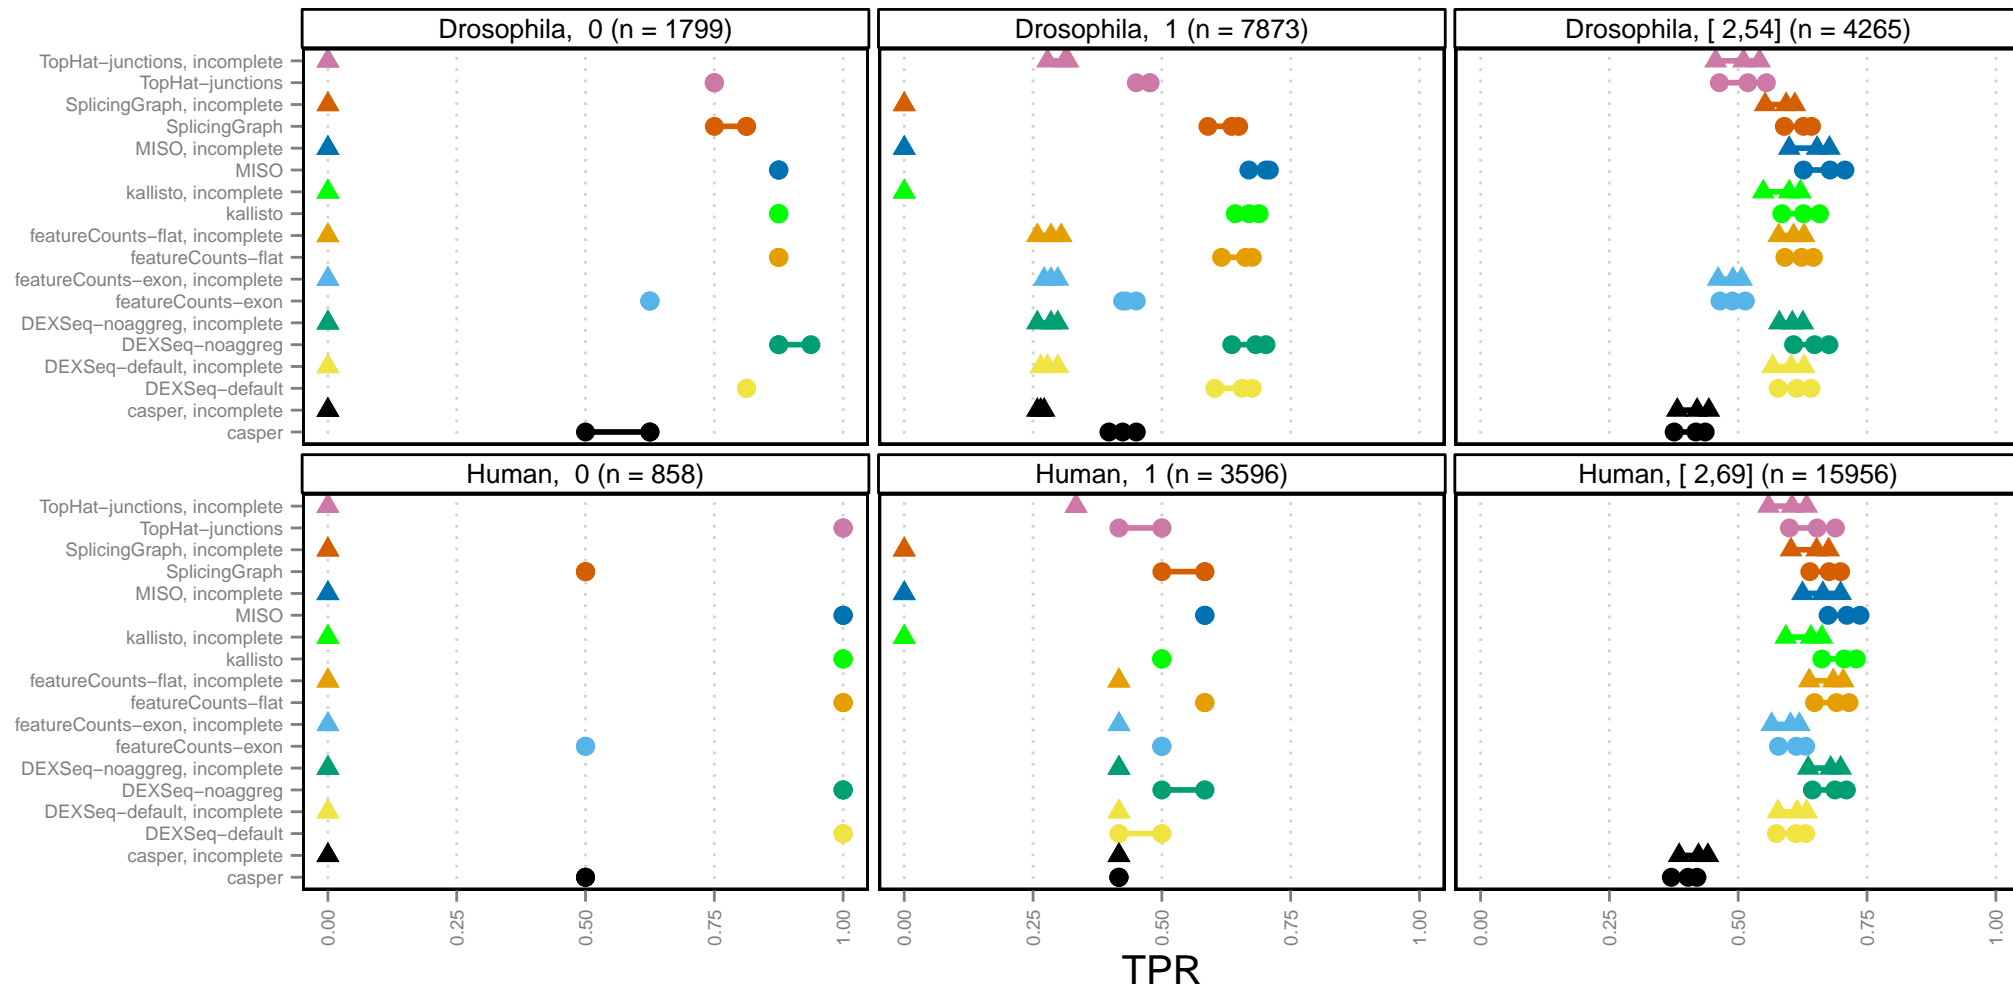 Drosophila, 0 (n = 1799)
Drosophila, 1 (n = 7873)
Drosophila, [ 2,54] (n = 4265)
TopHat−junctions, incomplete
TopHat−junctions
SplicingGraph, incomplete
SplicingGraph
MISO, incomplete
MISO
kallisto, incomplete
kallisto
featureCounts−flat, incomplete
featureCounts−flat
featureCounts−exon, incomplete
featureCounts−exon
DEXSeq−noaggreg, incomplete
DEXSeq−noaggreg
DEXSeq−default, incomplete
DEXSeq−default
casper, incomplete
casper
Human, 0 (n = 858)
Human, 1 (n = 3596)
Human, [ 2,69] (n = 15956)
TopHat−junctions, incomplete
TopHat−junctions
SplicingGraph, incomplete
SplicingGraph
MISO, incomplete
MISO
kallisto, incomplete
kallisto
featureCounts−flat, incomplete
featureCounts−flat
featureCounts−exon, incomplete
featureCounts−exon
DEXSeq−noaggreg, incomplete
DEXSeq−noaggreg
DEXSeq−default, incomplete
DEXSeq−default
casper, incomplete
casper
0.00
0.25
0.50
0.75
1.00
0.00
0.25
0.50
0.75
1.00
0.00
0.25
0.50
0.75
1.00
TPR